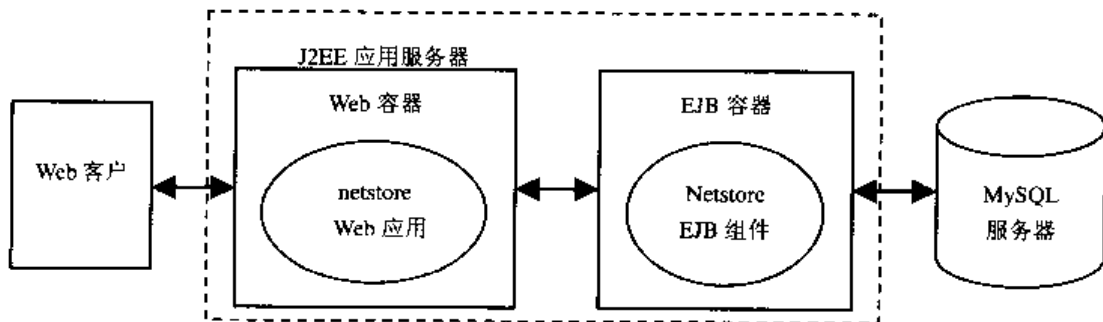 J2EE 应用服务器
Web 容器
EJB 容器
Web 客户
netstore
Web 应用
Netstore
EJB 组件
MySQL
服务器